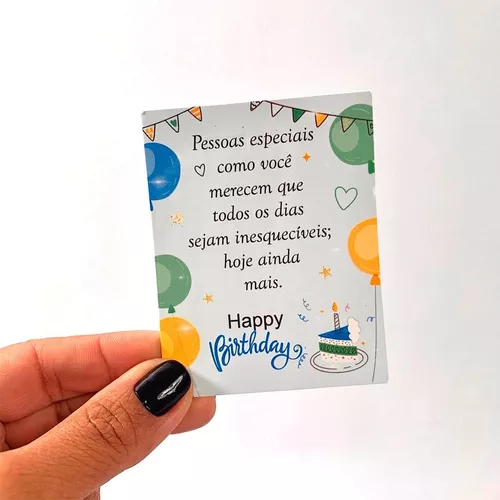 Pessoas especiais
como você
merecem que
todos os dias
sejam inesquecíveis;
hoje ainda
mais.
Happy
Birthday